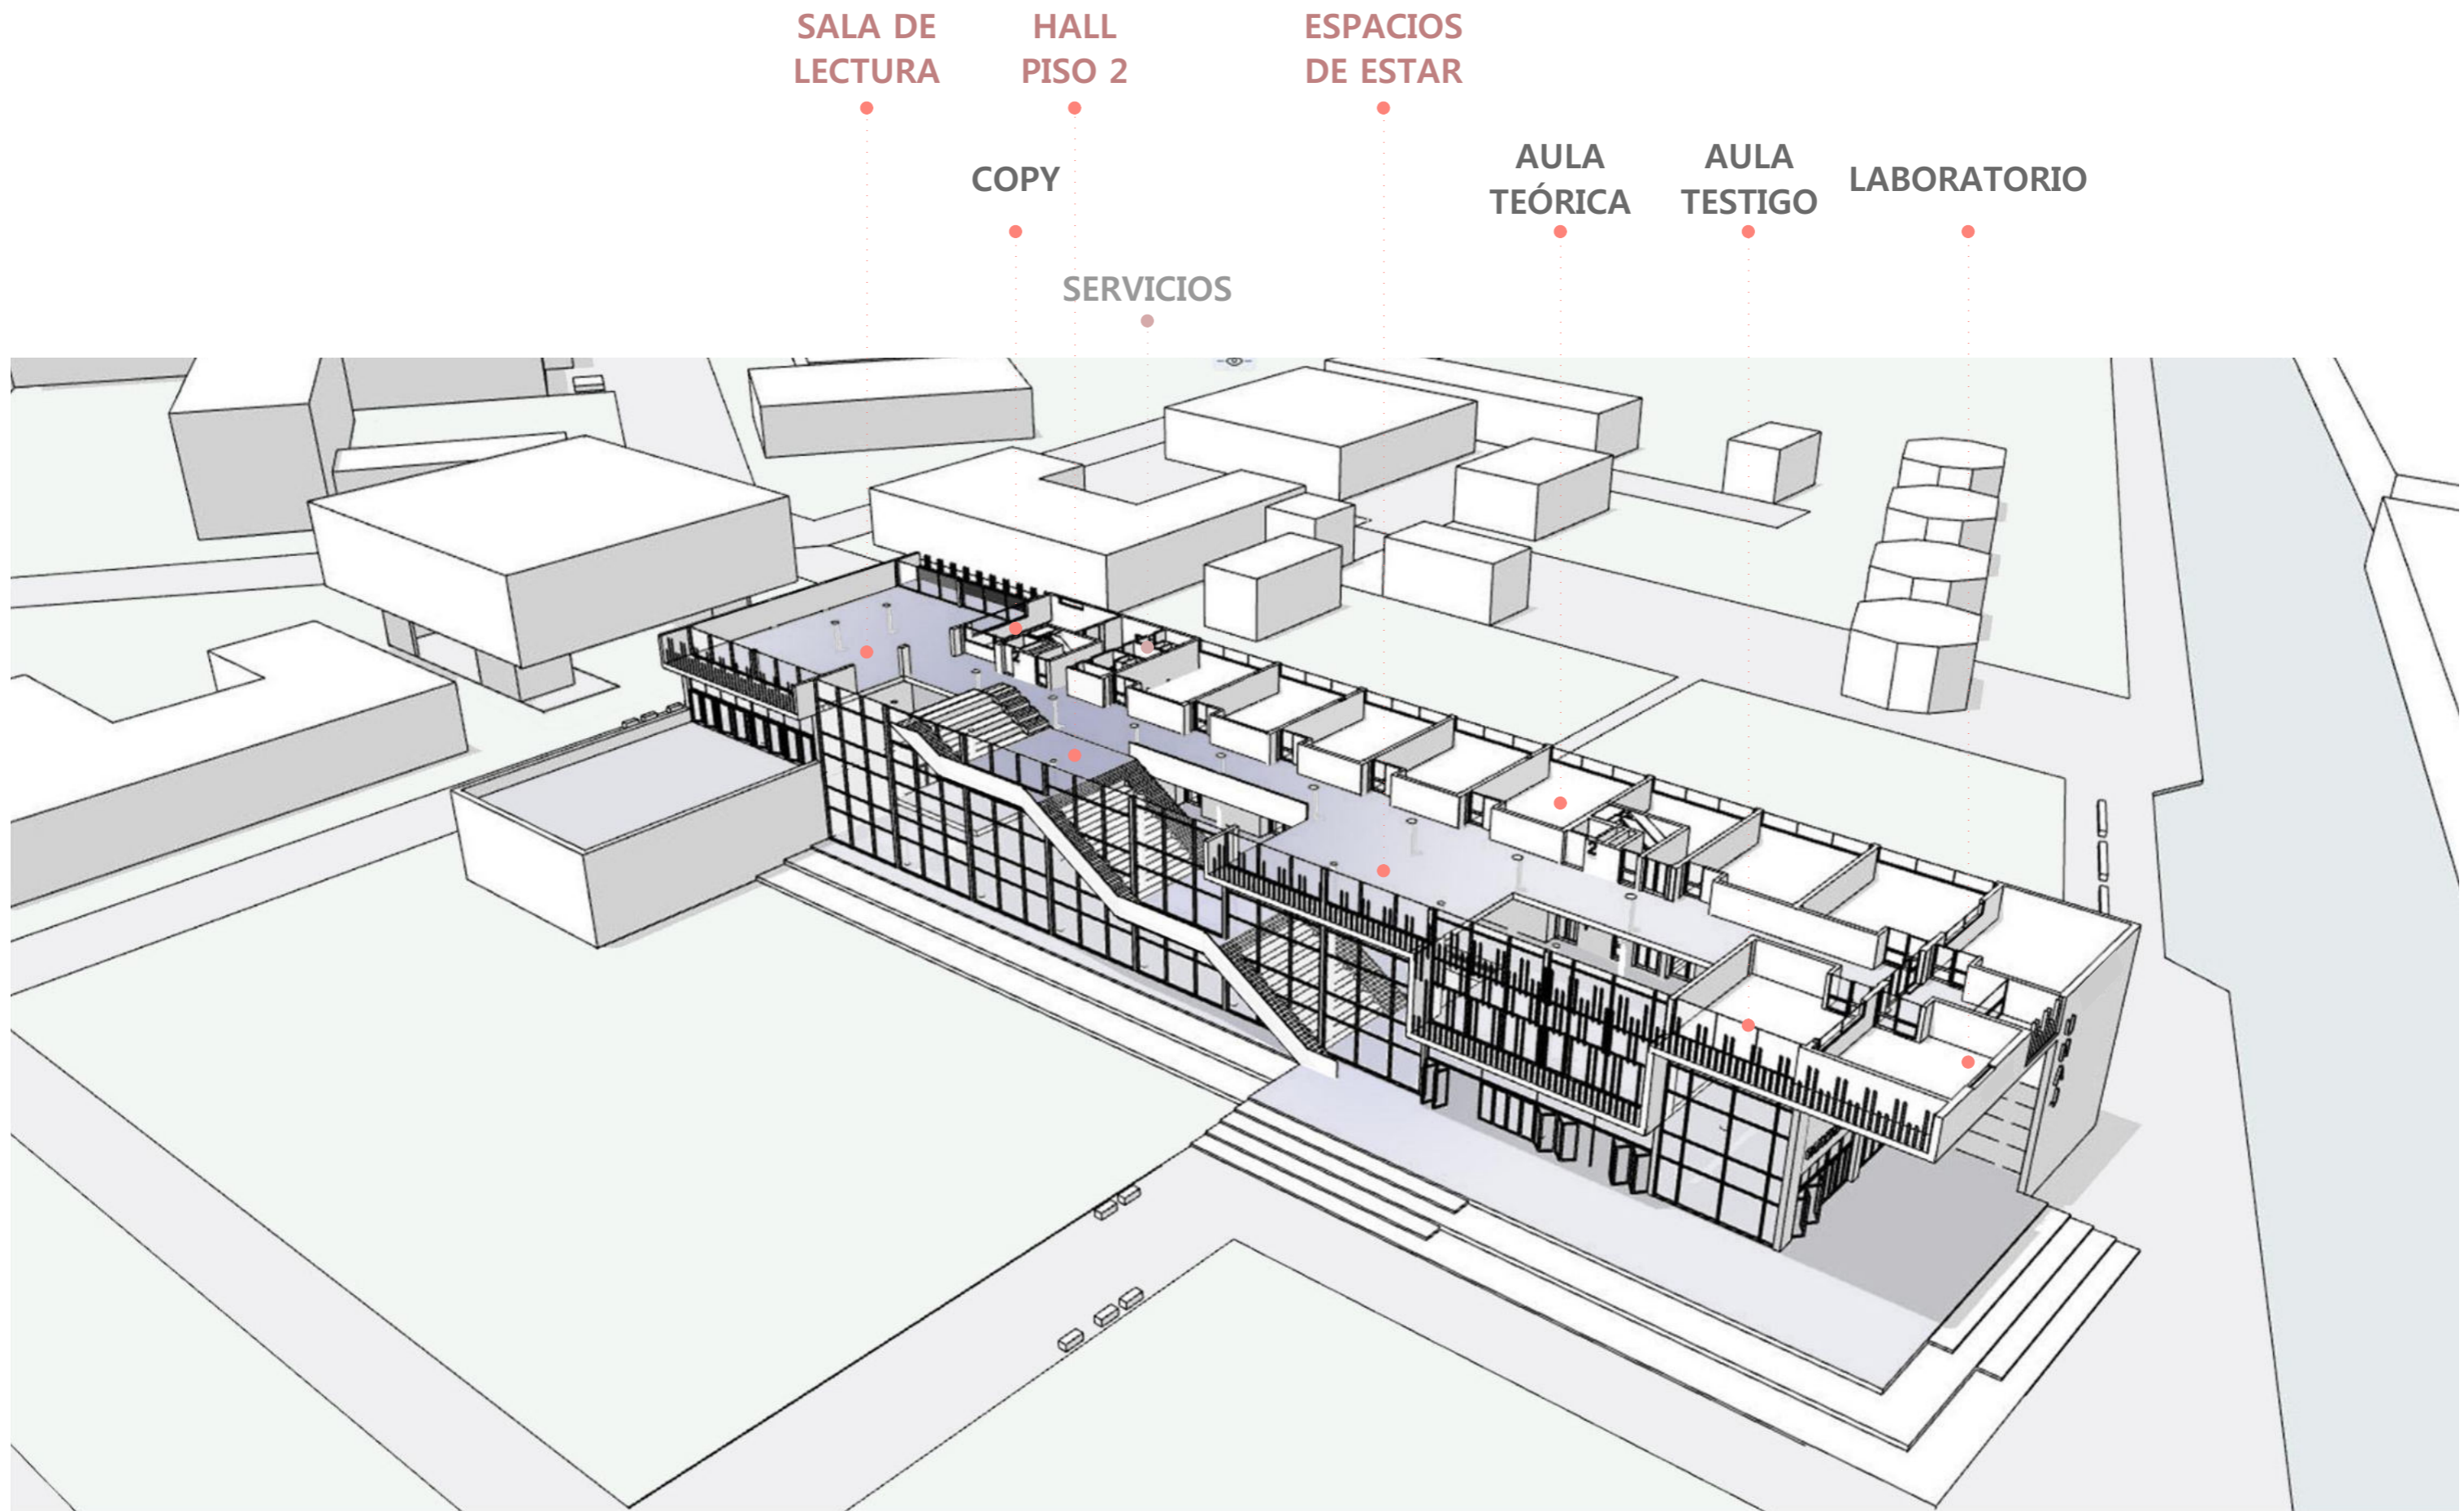 SALA DE
LECTURA
HALL
PISO 2
ESPACIOS
DE ESTAR
COPY
AULA
TEÓRICA
AULA
TESTIGO
LABORATORIO
SERVICIOS